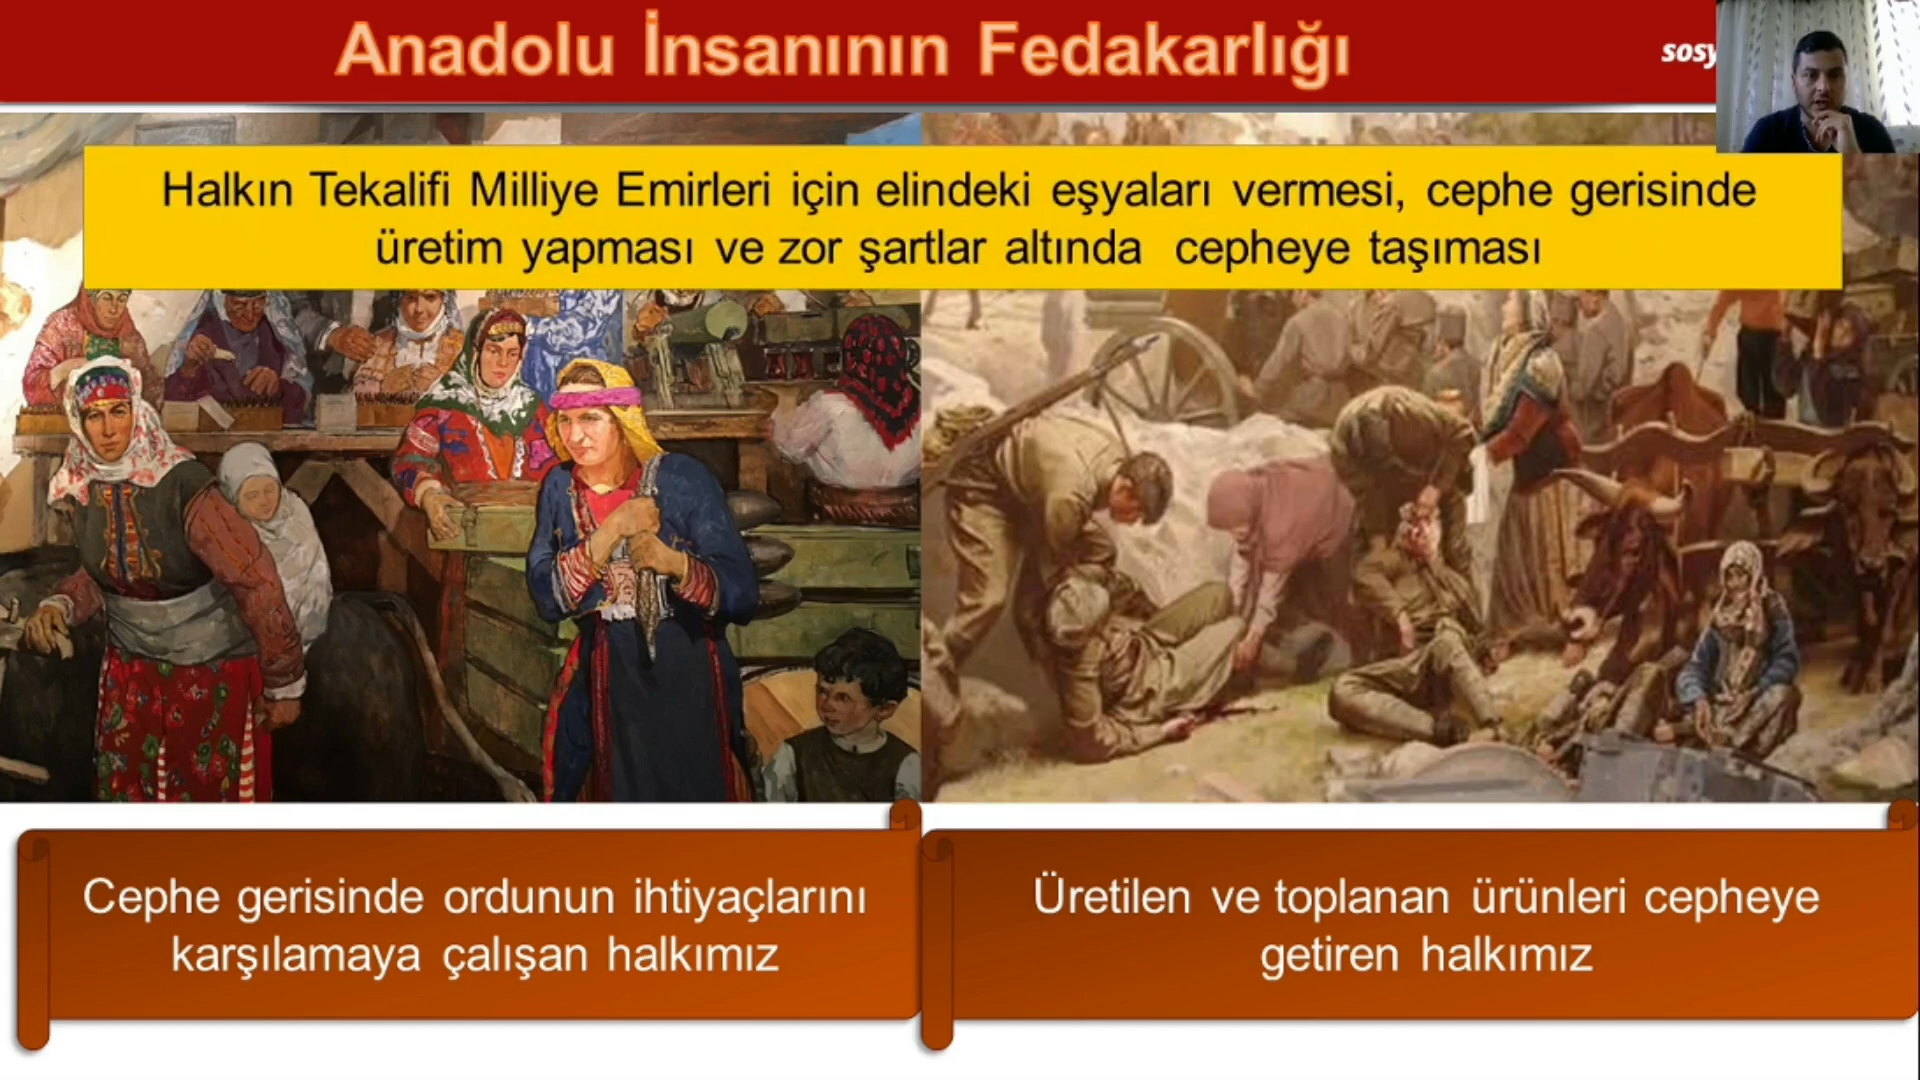 Anadolu İnsanının Fedakarlığı
sosy
Halkın Tekalifi Milliye Emirleri için elindeki eşyaları vermesi, cephe gerisinde
üretim yapması ve zor şartlar altında cepheye taşıması
Cephe gerisinde ordunun ihtiyaçlarını
karşılamaya çalışan halkımız
Üretilen ve toplanan ürünleri cepheye
getiren halkımız